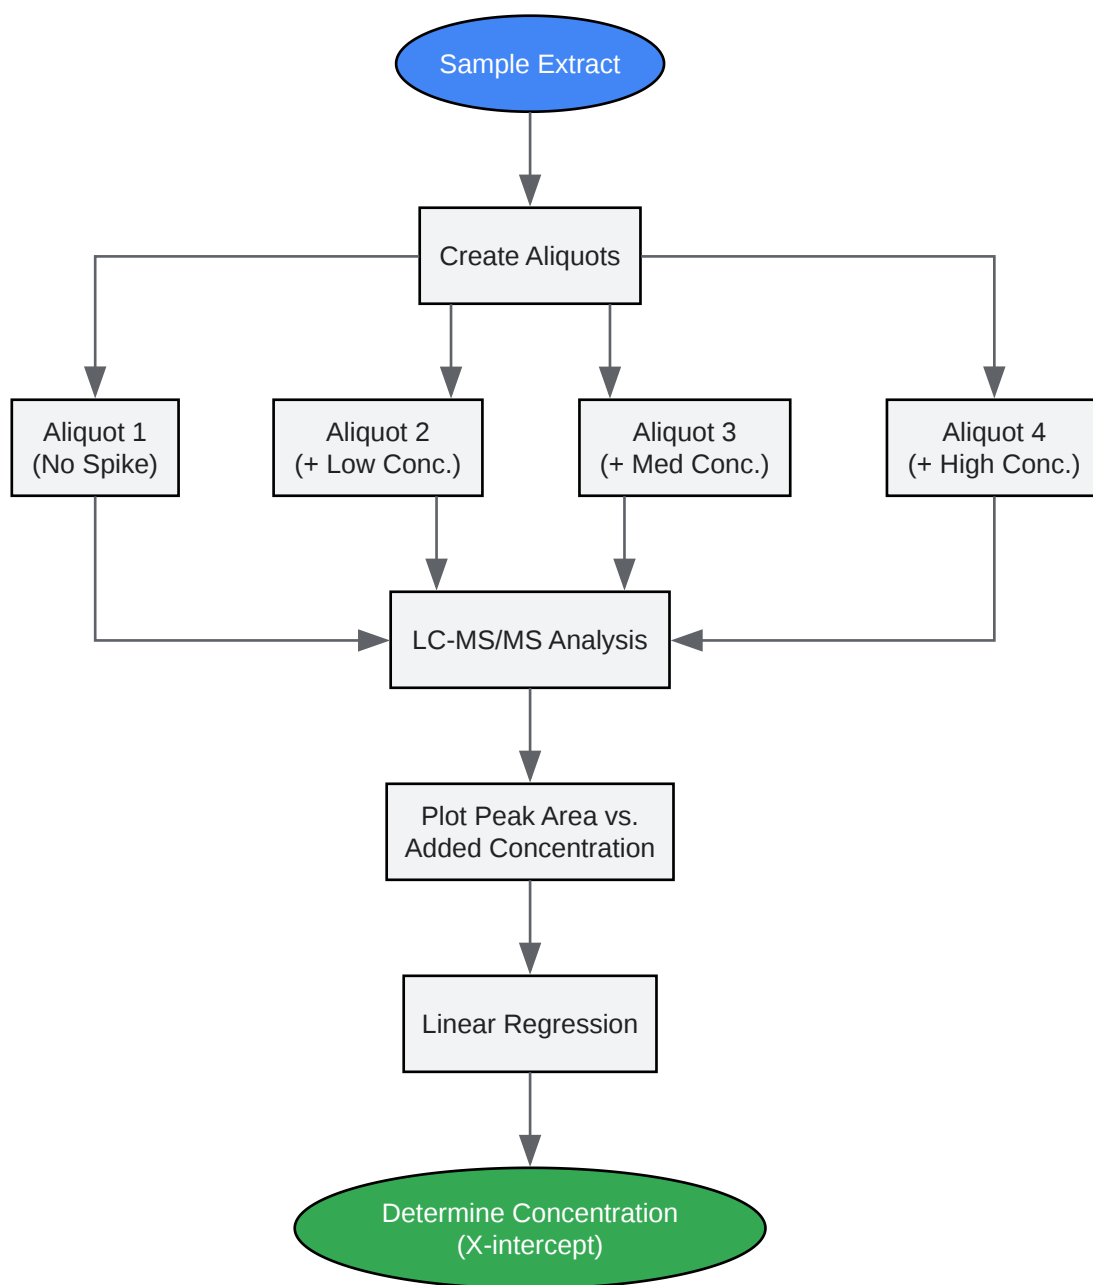 Sample Extract
Create Aliquots
Aliquot 1
(No Spike)
Aliquot 2
(+ Low Conc.)
Aliquot 3
(+ Med Conc.)
Aliquot 4
(+ High Conc.)
LC-MS/MS Analysis
Plot Peak Area vs.
Added Concentration
Linear Regression
Determine Concentration
(X-intercept)